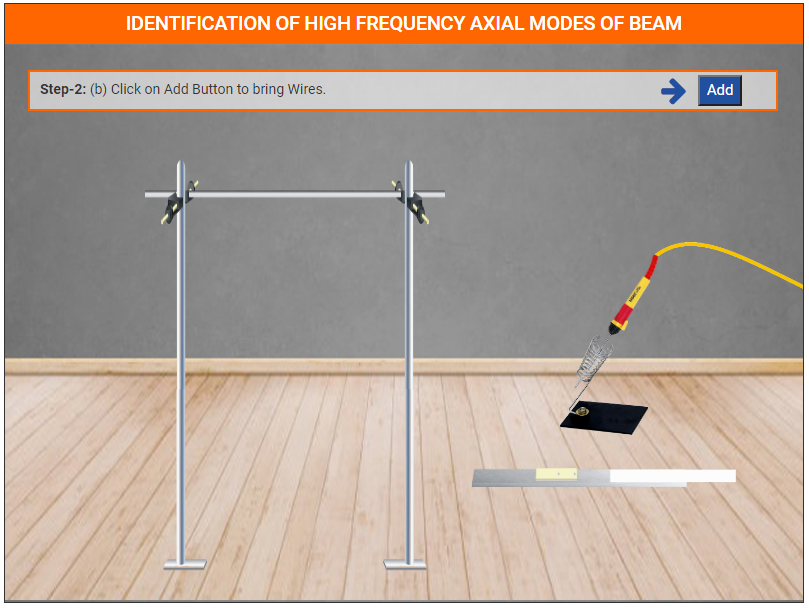 IDENTIFICATION OF HIGH FREQUENCY AXIAL MODES OF BEAM
Step-2: (b) Click on Add Button to bring Wires.
Add